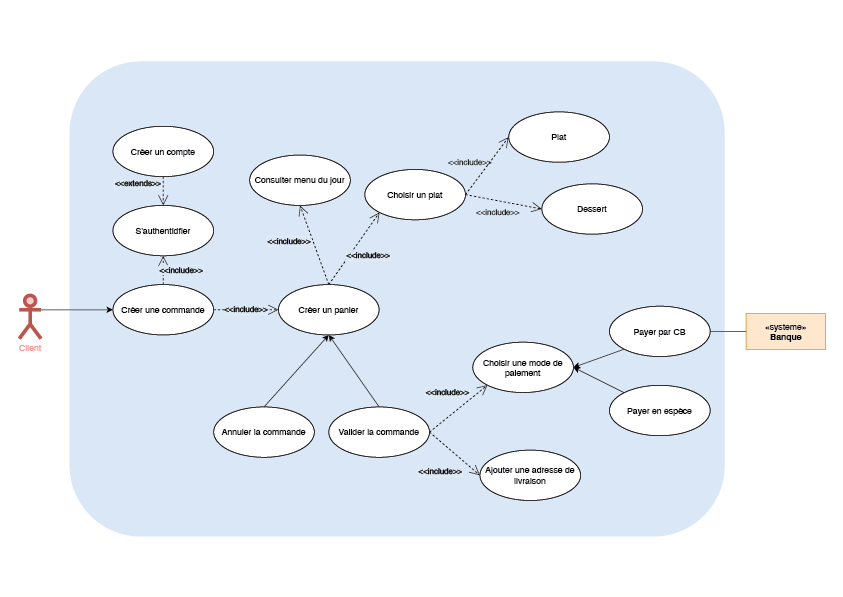 Plat
Créer un compte
<<include>>
Consulter menu du jour
<<extends>>
Choisir un plat
Dessert
<<include>>
S'authentidfier
<<include>>
<<include>>
<<include>>
Créer une commande
<<include>>
Créer un panier
«systeme»
Banque
Payer par CB
Client
Choisir une mode de
paiement
<<include>>
Payer en espèce
Annuler la commande
Valider la commande
<<include>>
Ajouter une adresse de
livraison